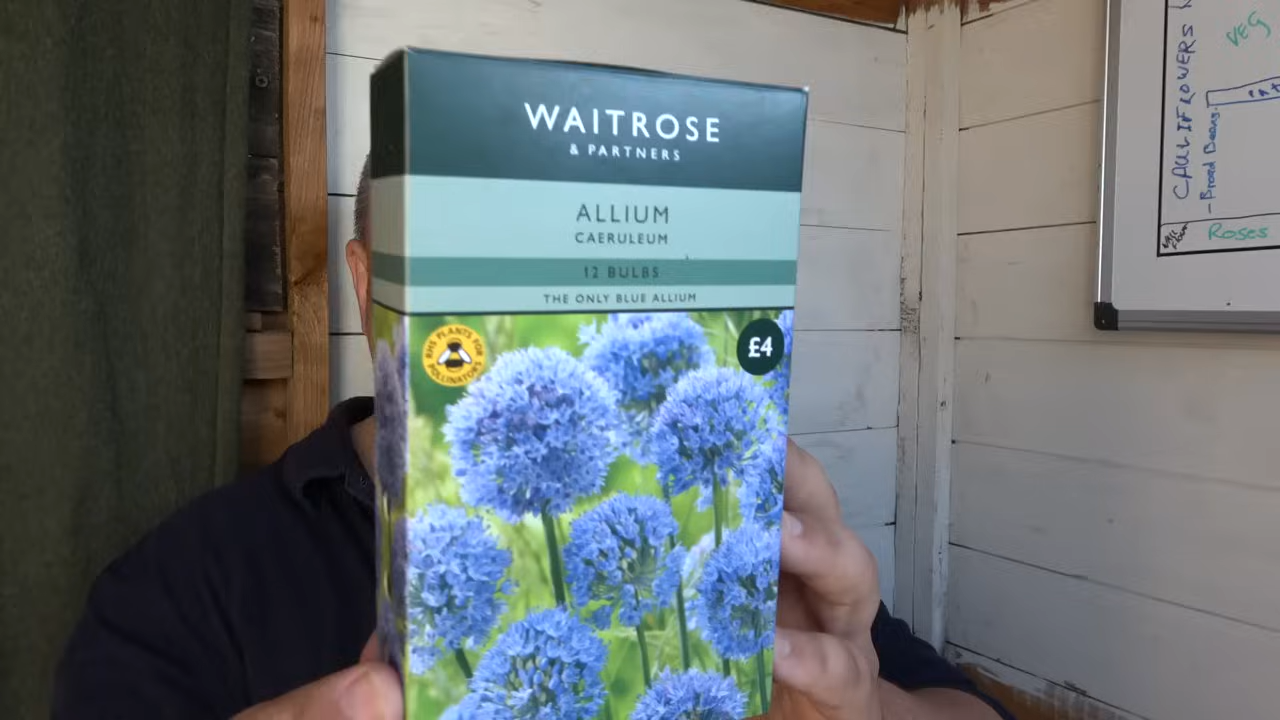 WAITROSE
& PARTNERS
ALLIUM
CAERULEUM
12 BULBS
THE ONLY BLUE ALLIUM
RHS PLANTS FOR
POLLINATORS
£4
CAULIFLOWERS
VEG
- Broad Beans.
Roses